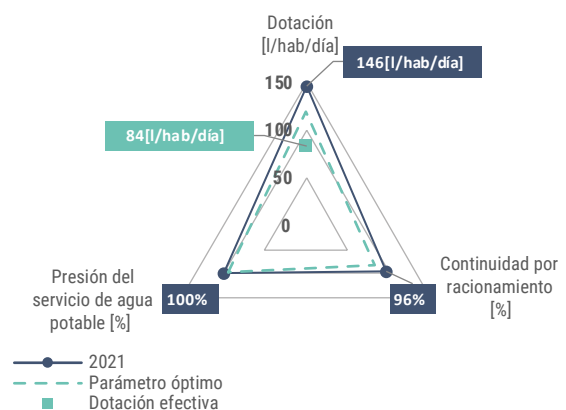 Dotación
[l/hab/día]
146[l/hab/día]
150
84[l/hab/día]
100
50
0
Presión del
servicio de agua
potable [%]
100%
96%
Continuidad por
racionamiento
[%]
2021
Parámetro óptimo
Dotación efectiva